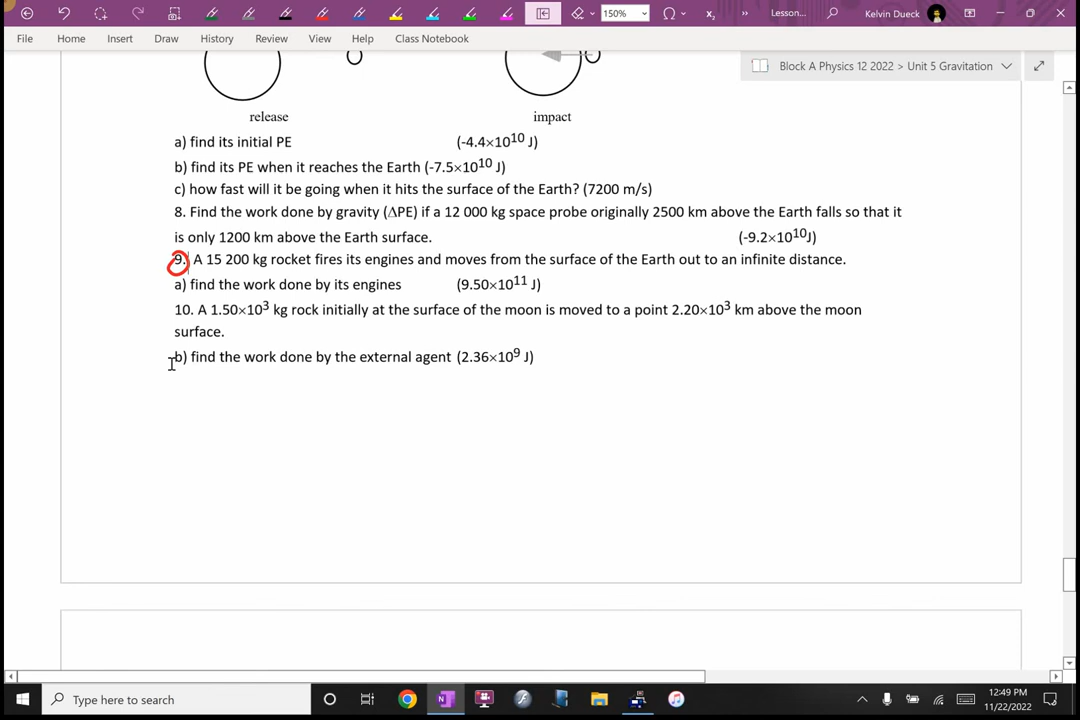 150%
Lesson...
Kelvin Dueck
File Home Insert Draw History Review View Help Class Notebook
Block A Physics 12 2022 > Unit 5 Gravitation
release
impact
a) find its initial PE (-4.4×10¹⁰ J)
b) find its PE when it reaches the Earth (-7.5×10¹⁰ J)
c) how fast will it be going when it hits the surface of the Earth? (7200 m/s)
8. Find the work done by gravity (ΔPE) if a 12 000 kg space probe originally 2500 km above the Earth falls so that it
is only 1200 km above the Earth surface. (-9.2×10¹⁰J)
9. A 15 200 kg rocket fires its engines and moves from the surface of the Earth out to an infinite distance.
a) find the work done by its engines (9.50×10¹¹ J)
10. A 1.50×10³ kg rock initially at the surface of the moon is moved to a point 2.20×10³ km above the moon
surface.
b) find the work done by the external agent (2.36×10⁹ J)
Type here to search
12:49 PM
11/22/2022